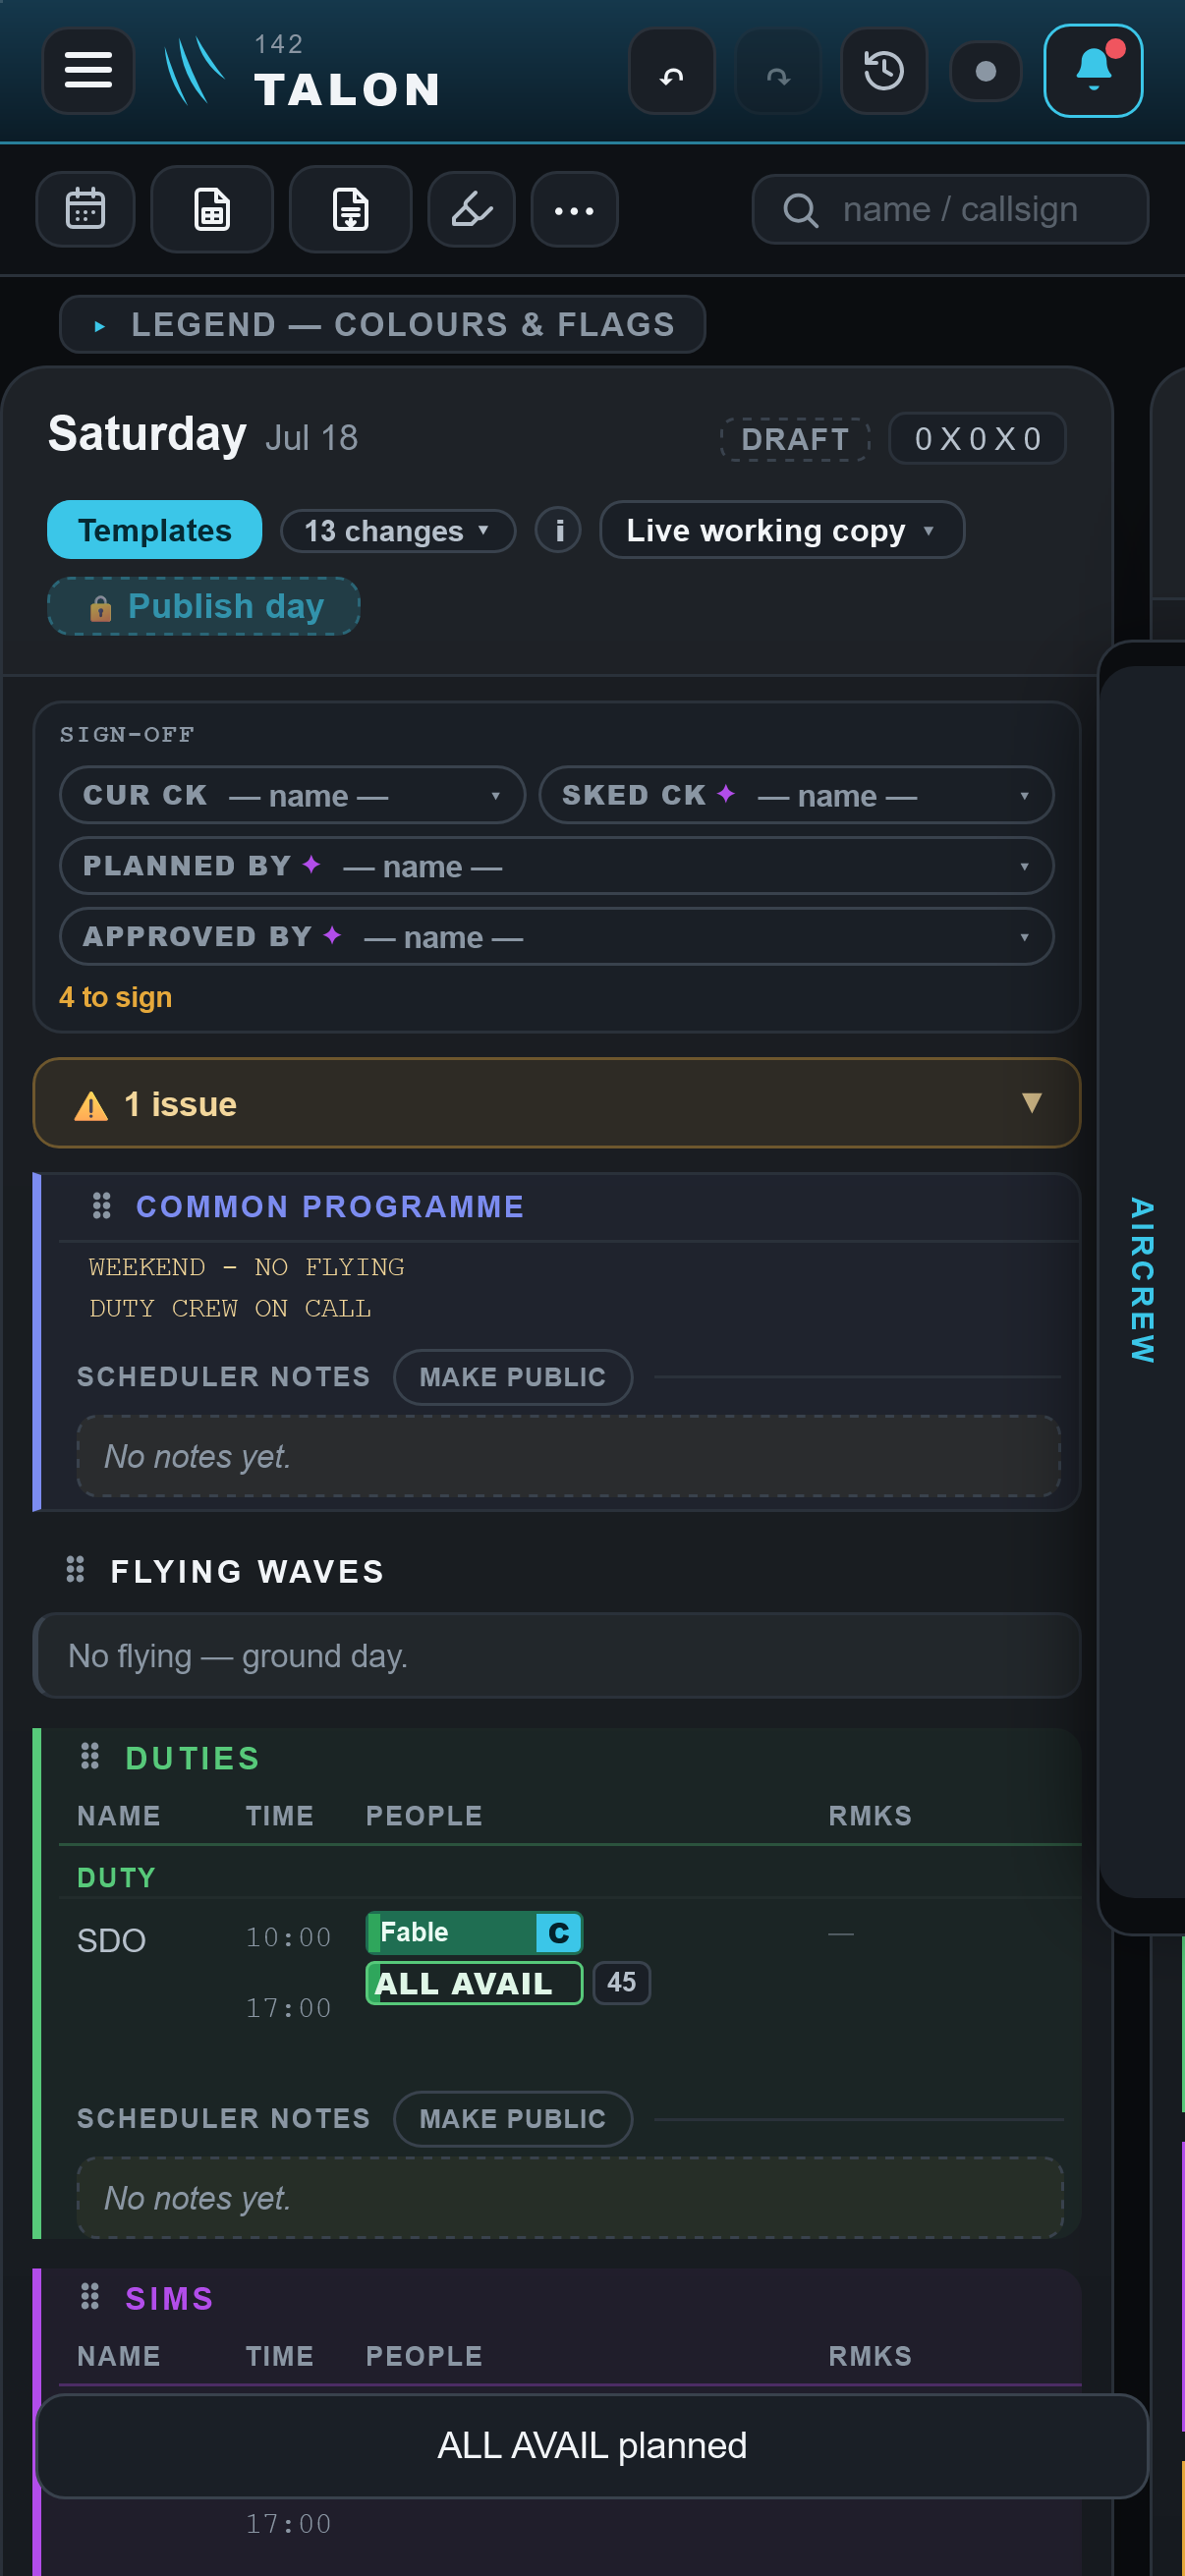 142
TALON
name / callsign
LEGEND — COLOURS & FLAGS
Saturday Jul 18 DRAFT 0 X 0 X 0
Templates 13 changes i Live working copy
Publish day
SIGN-OFF
CUR CK — name — SKED CK — name —
PLANNED BY — name —
APPROVED BY — name —
4 to sign
1 issue
COMMON PROGRAMME
WEEKEND - NO FLYING
DUTY CREW ON CALL
AIRCREW
SCHEDULER NOTES MAKE PUBLIC
No notes yet.
FLYING WAVES
No flying — ground day.
DUTIES
NAME TIME PEOPLE RMKS
DUTY
SDO 10:00 Fable C —
ALL AVAIL 45
17:00
SCHEDULER NOTES MAKE PUBLIC
No notes yet.
SIMS
NAME TIME PEOPLE RMKS
ALL AVAIL planned
17:00